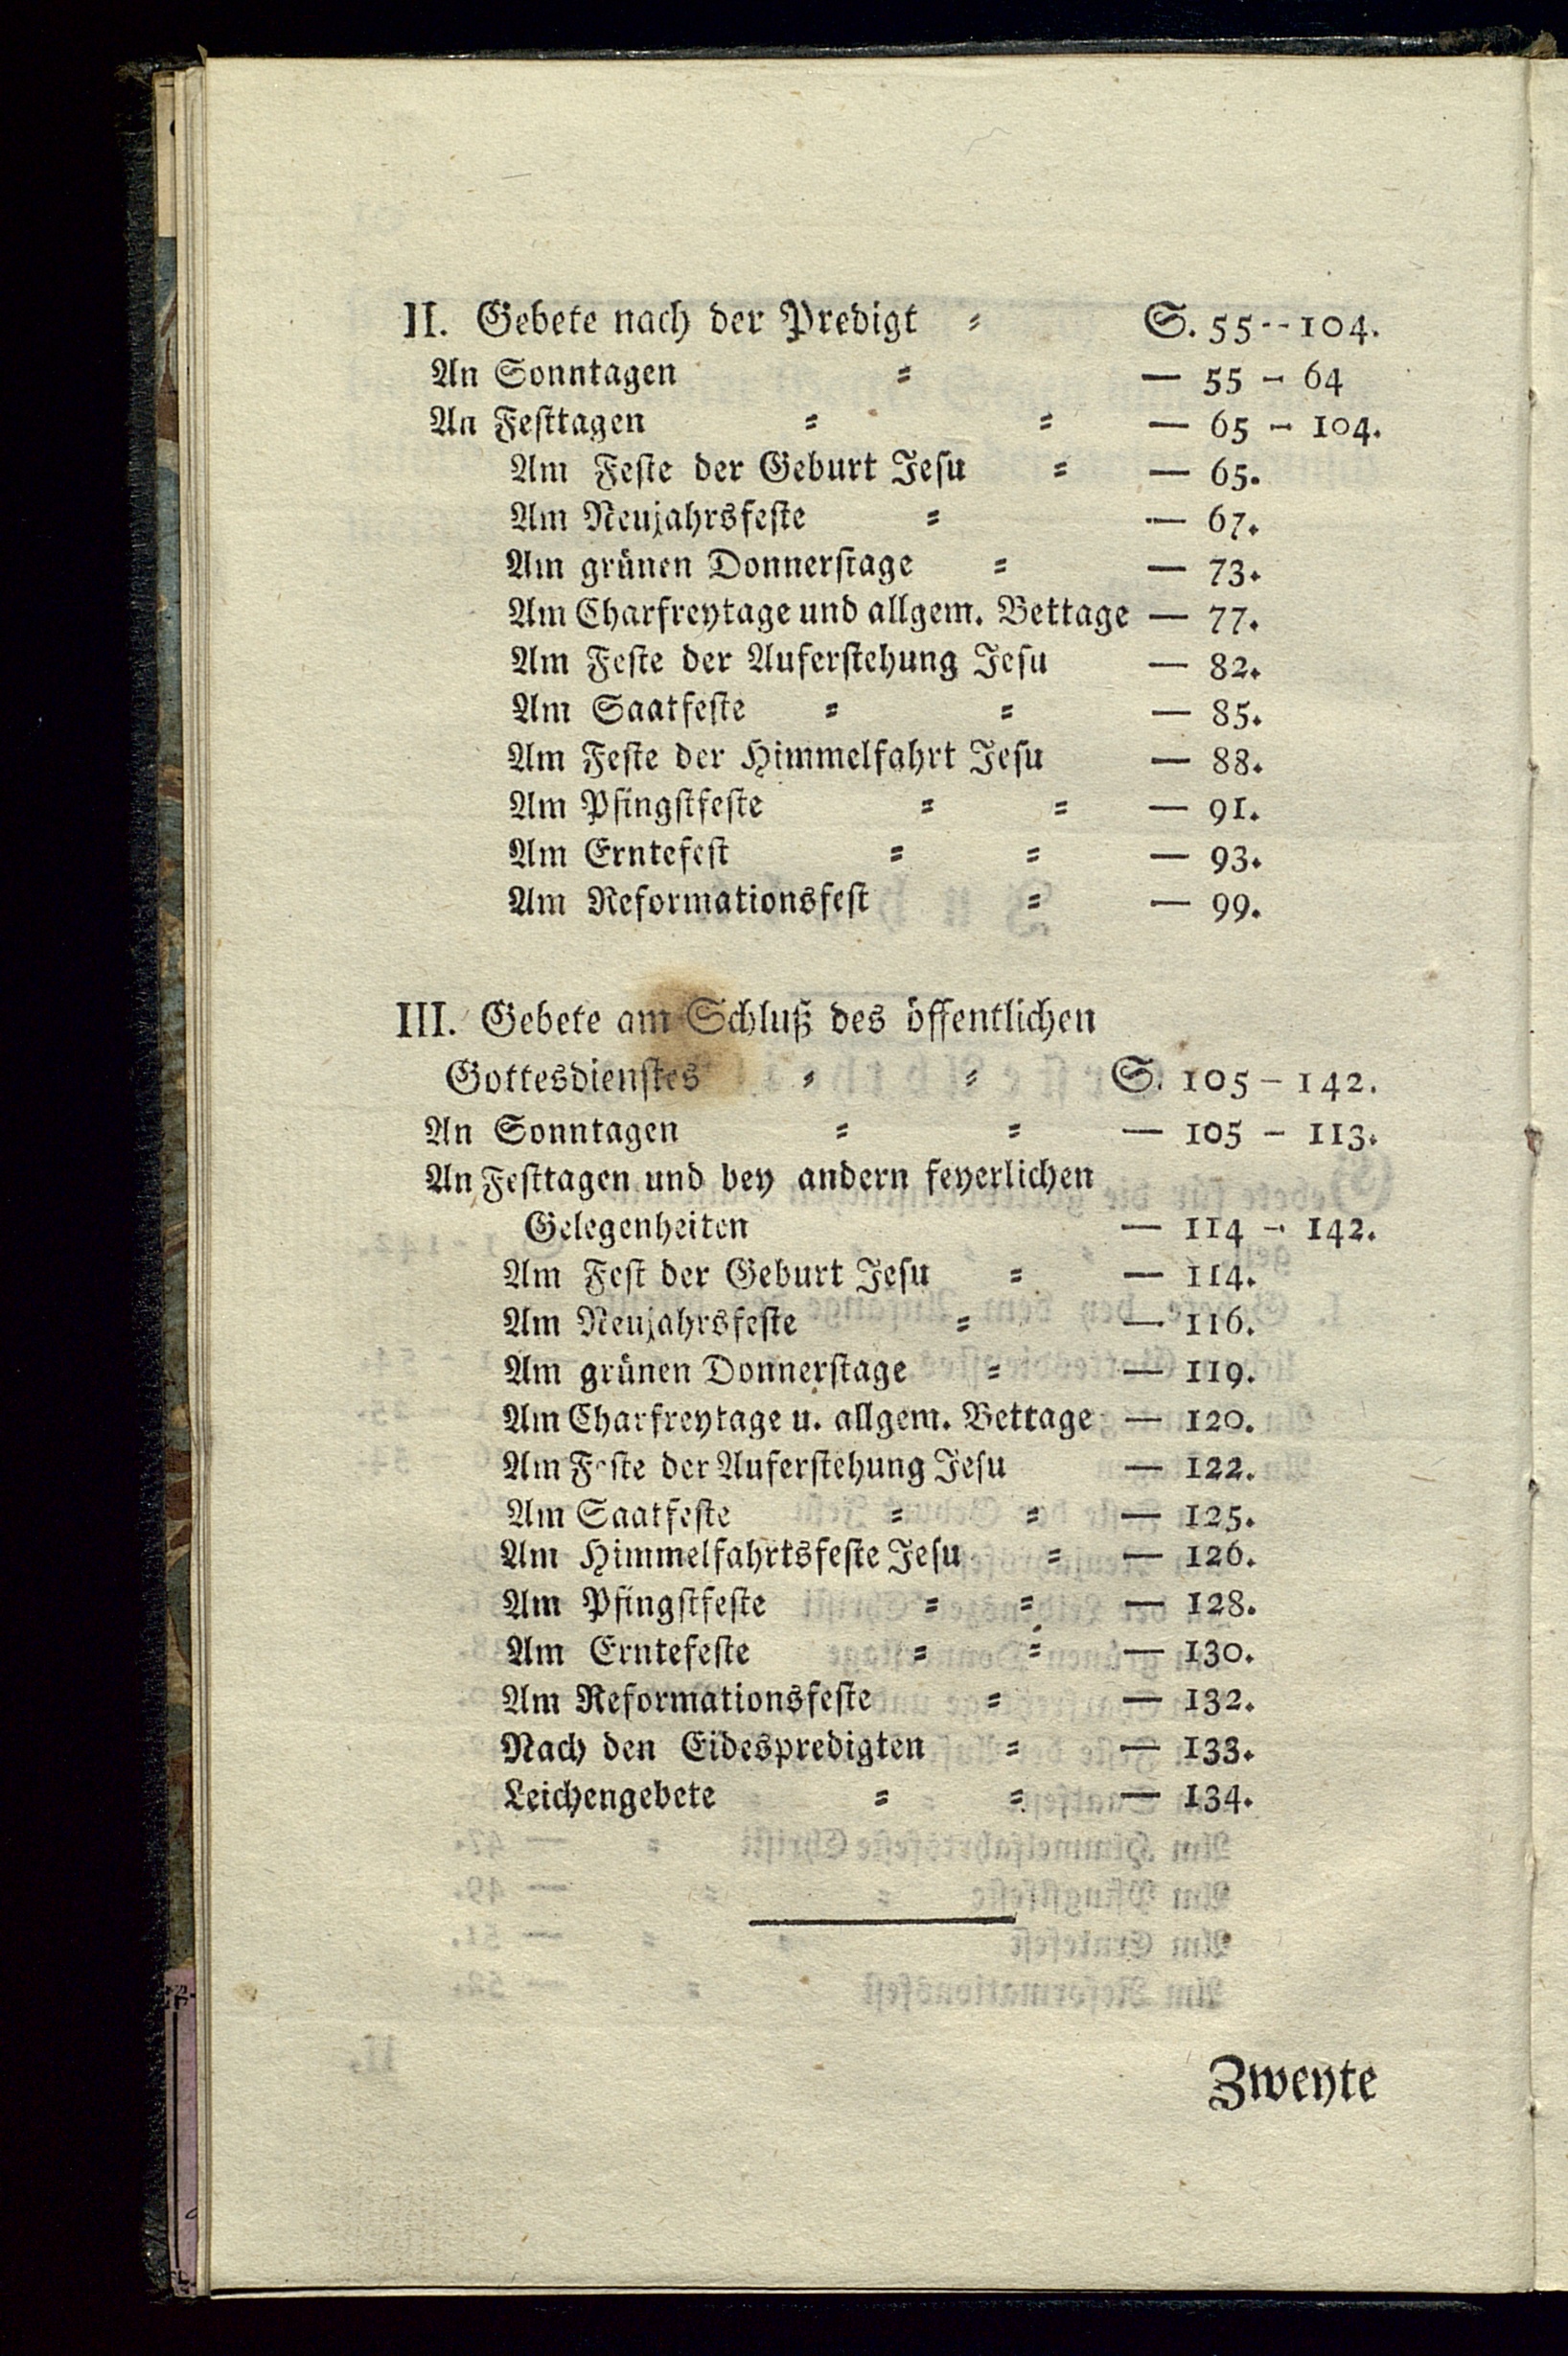 II. Gebete nach der Predigt ⸗ S. 55--104.
An Sonntagen ⸗ — 55 - 64
An Feſttagen ⸗ ⸗ — 65 - 104.
Am Feſte der Geburt Jeſu ⸗ — 65.
Am Neujahrsfeſte ⸗ — 67.
Am grünen Donnerſtage ⸗ — 73.
Am Charfreytage und allgem. Bettage — 77.
Am Feſte der Auferſtehung Jeſu — 82.
Am Saatfeſte ⸗ ⸗ — 85.
Am Feſte der Himmelfahrt Jeſu — 88.
Am Pfingſtfeſte ⸗ ⸗ — 91.
Am Erntefeſt ⸗ ⸗ — 93.
Am Reformationsfeſt ⸗ — 99.
III. Gebete am Schluß des öffentlichen
Gottesdienſtes ⸗ ⸗ S. 105-142.
An Sonntagen ⸗ ⸗ — 105 - 113.
An Feſttagen und bey andern feyerlichen
Gelegenheiten — 114 - 142.
Am Feſt der Geburt Jeſu ⸗ — 114.
Am Neujahrsfeſte ⸗ — 116.
Am grünen Donnerſtage ⸗ — 119.
Am Charfreytage u. allgem. Bettage — 120.
Am Feſte der Auferſtehung Jeſu — 122.
Am Saatfeſte ⸗ ⸗ — 125.
Am Himmelfahrtsfeſte Jeſu ⸗ — 126.
Am Pfingſtfeſte ⸗ ⸗ — 128.
Am Erntefeſte ⸗ ⸗ — 130.
Am Reformationsfeſte ⸗ — 132.
Nach den Eidespredigten ⸗ — 133.
Leichengebete ⸗ ⸗ — 134.
Zweyte